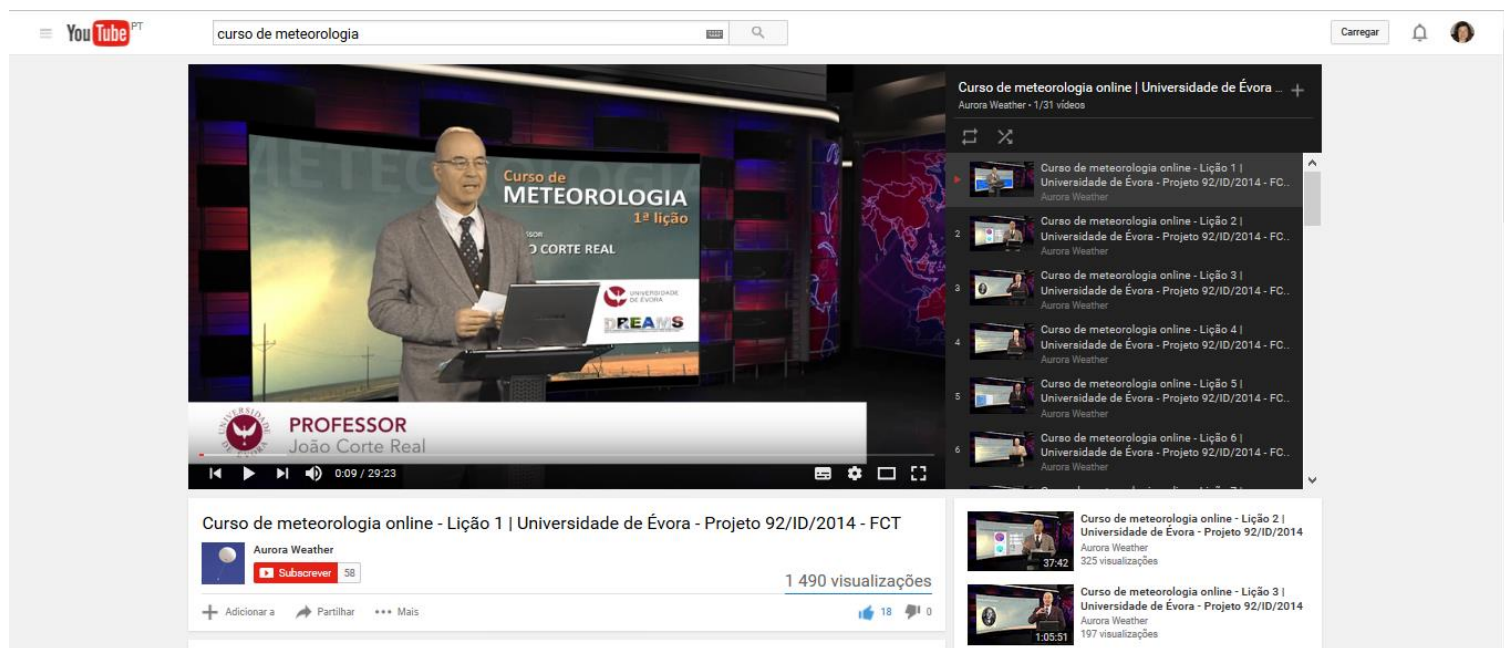 YouTube PT
curso de meteorologia
Carregar
METEOROLOGIA
Curso de
METEOROLOGIA
1ª lição
O CORTE REAL
UNIVERSIDADE
DE ÉVORA
DREAMS
UNIVERSIDADE DE ÉVORA
PROFESSOR
João Corte Real
0:09 / 29:23
Curso de meteorologia online | Universidade de Évora ...
Aurora Weather - 1/31 vídeos
Curso de meteorologia online - Lição 1 |
Universidade de Évora - Projeto 92/ID/2014 - FC..
Aurora Weather
2
Curso de meteorologia online - Lição 2 |
Universidade de Évora - Projeto 92/ID/2014 - FC..
Aurora Weather
3
Curso de meteorologia online - Lição 3 |
Universidade de Évora - Projeto 92/ID/2014 - FC..
Aurora Weather
4
Curso de meteorologia online - Lição 4 |
Universidade de Évora - Projeto 92/ID/2014 - FC..
Aurora Weather
5
Curso de meteorologia online - Lição 5 |
Universidade de Évora - Projeto 92/ID/2014 - FC..
Aurora Weather
6
Curso de meteorologia online - Lição 6 |
Universidade de Évora - Projeto 92/ID/2014 - FC..
Aurora Weather
Curso de meteorologia online - Lição 1 | Universidade de Évora - Projeto 92/ID/2014 - FCT
Aurora Weather
Subscrever 58
1 490 visualizações
Adicionar a Partilhar Mais
18 0
Curso de meteorologia online - Lição 2 |
Universidade de Évora - Projeto 92/ID/2014
Aurora Weather
325 visualizações
37:42
Curso de meteorologia online - Lição 3 |
Universidade de Évora - Projeto 92/ID/2014
Aurora Weather
197 visualizações
1:05:51